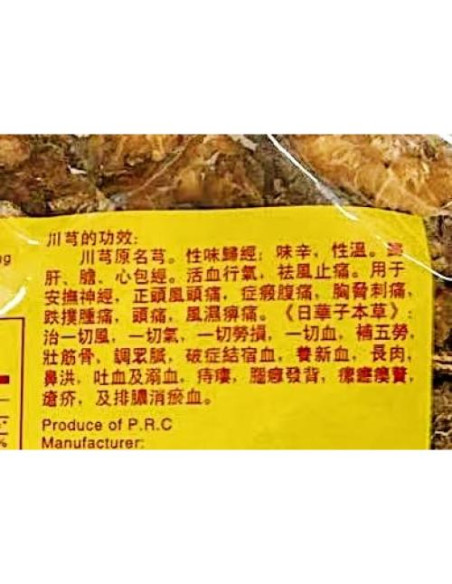 川芎的功效:
川芎原名芎。性味歸經: 味辛, 性溫。歸
肝、膽、心包經。活血行氣, 祛風止痛。用于
安撫神經, 正頭風頭痛, 症瘕腹痛, 胸脅刺痛,
跌撲腫痛, 頭痛, 風濕痹痛。《日華子本草》:
治一切風, 一切氣, 一切勞損, 一切血, 補五勞,
壯筋骨, 調眾脈, 破症結宿血, 養新血, 長肉,
鼻洪, 吐血及溺血, 痔瘻, 腦癰發背, 瘰癧癭贅,
瘡疥, 及排膿消瘀血。
Produce of P.R.C
Manufacturer: